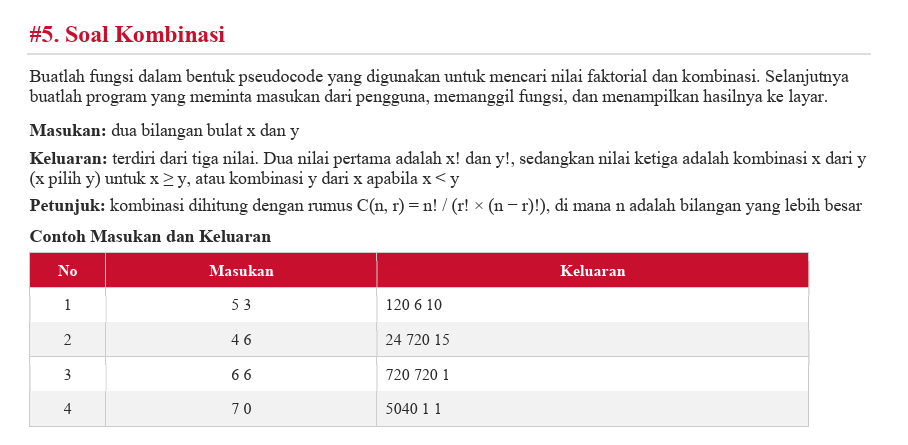 #5. Soal Kombinasi
Buatlah fungsi dalam bentuk pseudocode yang digunakan untuk mencari nilai faktorial dan kombinasi. Selanjutnya
buatlah program yang meminta masukan dari pengguna, memanggil fungsi, dan menampilkan hasilnya ke layar.
Masukan: dua bilangan bulat x dan y
Keluaran: terdiri dari tiga nilai. Dua nilai pertama adalah x! dan y!, sedangkan nilai ketiga adalah kombinasi x dari y
(x pilih y) untuk x ≥ y, atau kombinasi y dari x apabila x < y
Petunjuk: kombinasi dihitung dengan rumus C(n, r) = n! / (r! × (n − r)!), di mana n adalah bilangan yang lebih besar
Contoh Masukan dan Keluaran
No Masukan Keluaran
1 5 3 120 6 10
2 4 6 24 720 15
3 6 6 720 720 1
4 7 0 5040 1 1